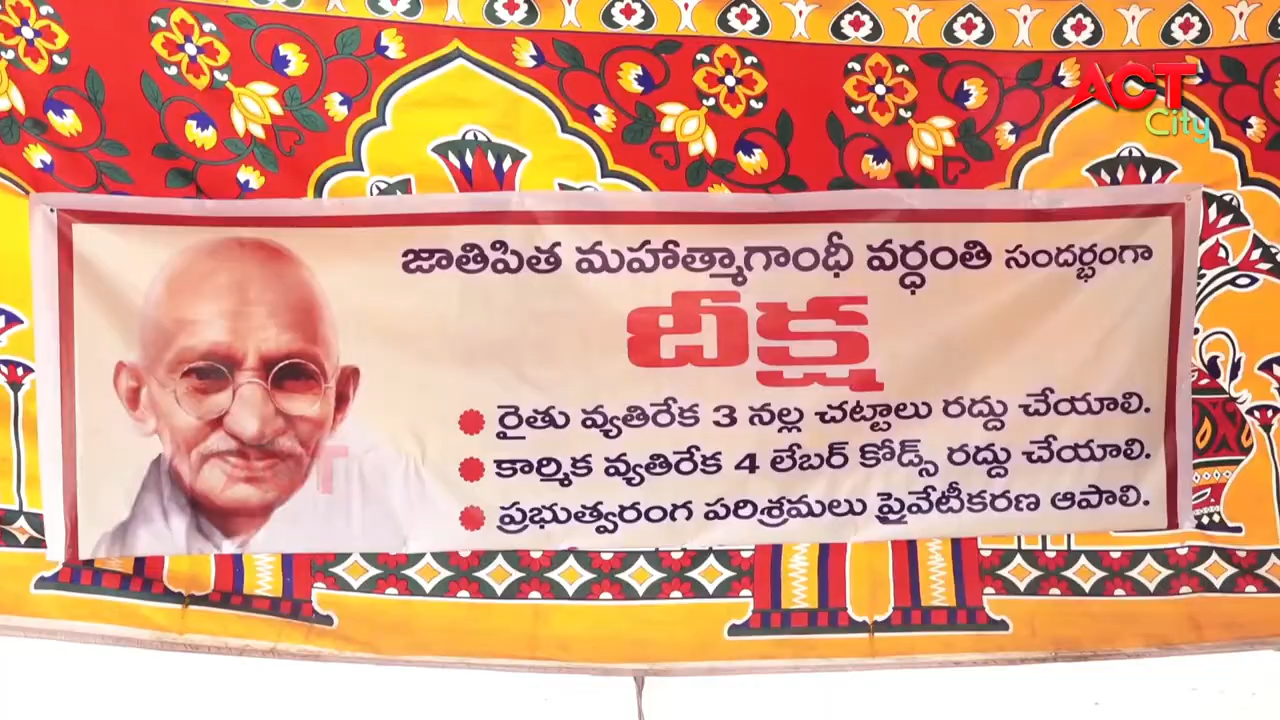 ACT
City
జాతిపిత మహాత్మాగాంధీ వర్ధంతి సందర్భంగా
దీక్ష
రైతు వ్యతిరేక 3 నల్ల చట్టాలు రద్దు చేయాలి.
కార్మిక వ్యతిరేక 4 లేబర్ కోడ్స్ రద్దు చేయాలి.
ప్రభుత్వరంగ పరిశ్రమలు ప్రైవేటీకరణ ఆపాలి.